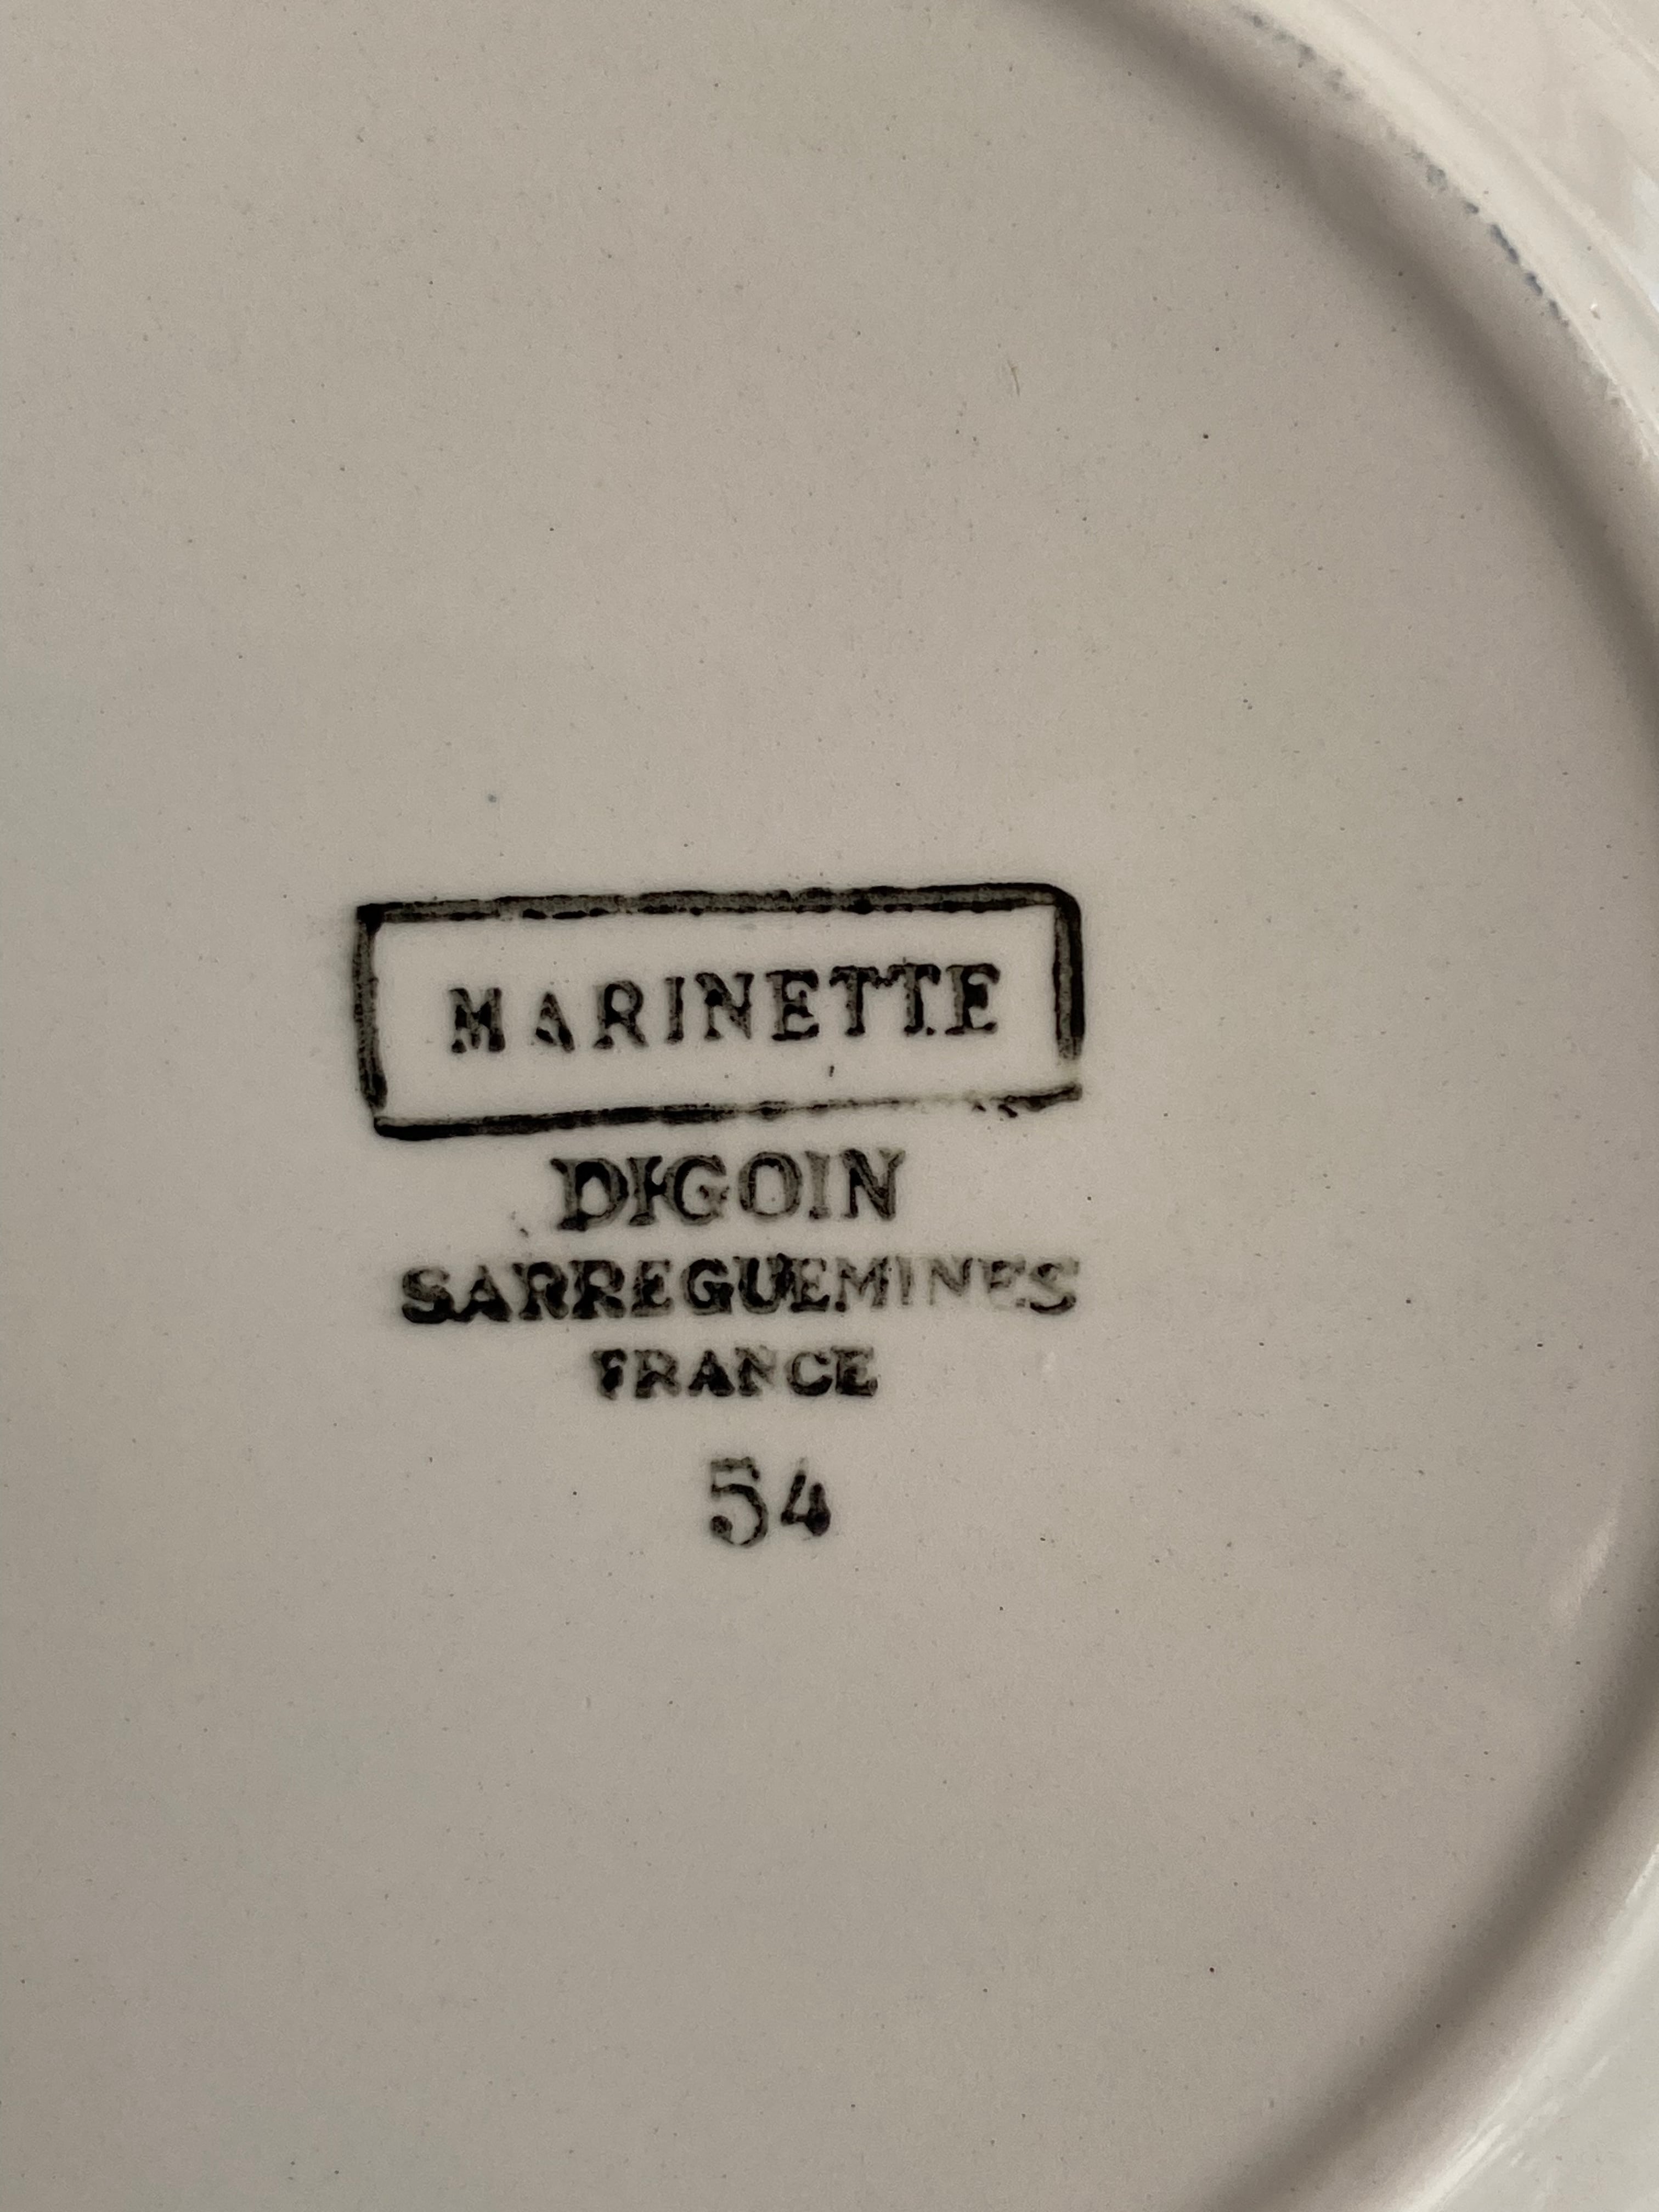 MARINETTE
DIGOIN
SARREGUEMINES
FRANCE
54